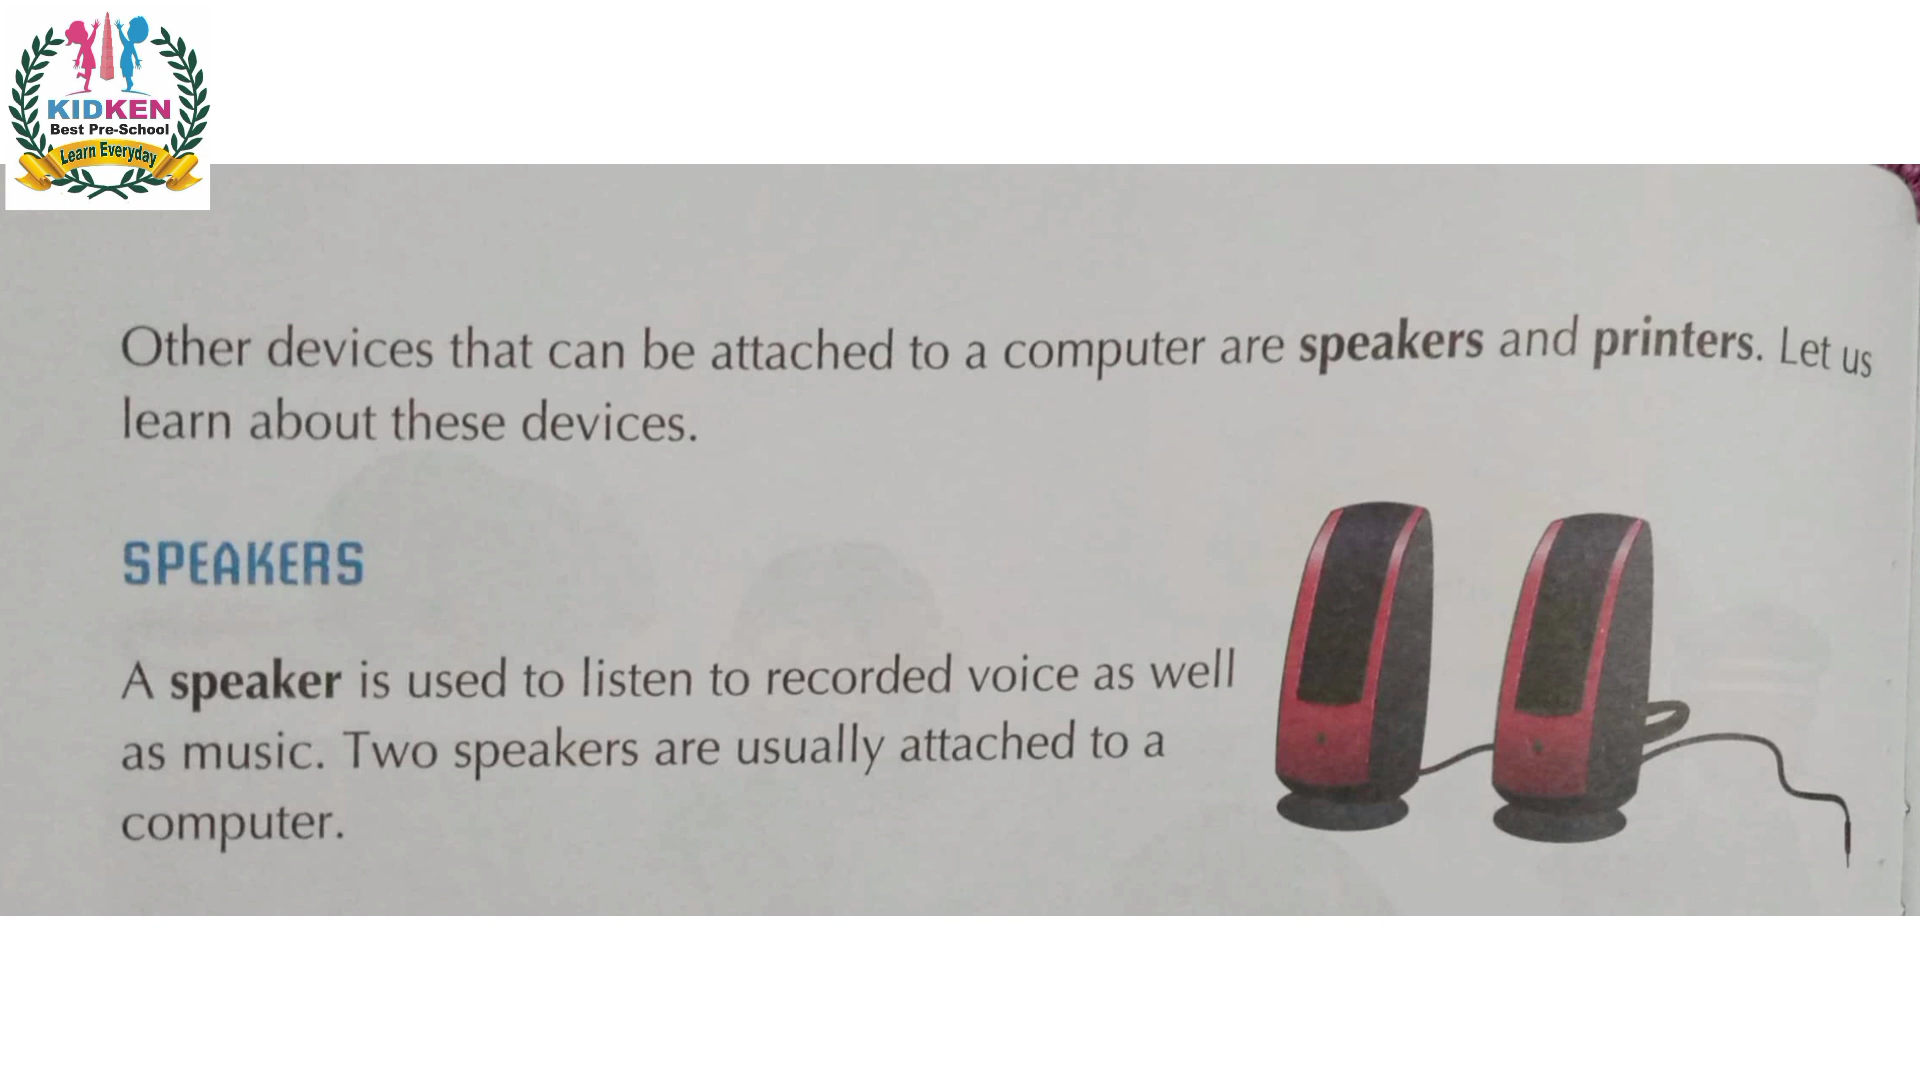 KIDKEN
Best Pre-School
Learn Everyday
Other devices that can be attached to a computer are speakers and printers. Let us
learn about these devices.
SPEAKERS
A speaker is used to listen to recorded voice as well
as music. Two speakers are usually attached to a
computer.